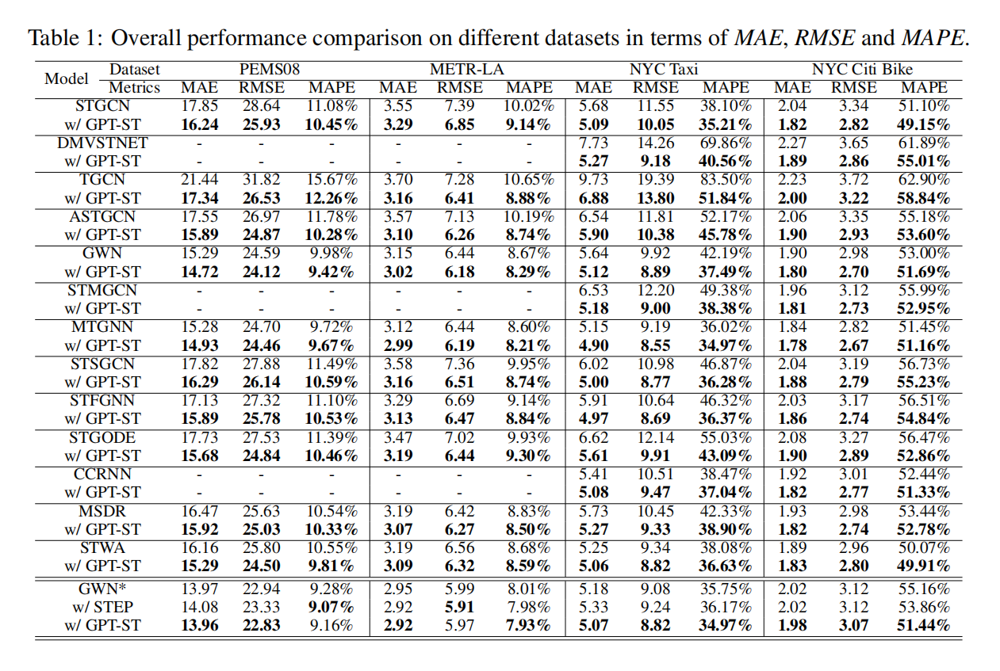 Table 1: Overall performance comparison on different datasets in terms of MAE, RMSE and MAPE.
Model Dataset PEMS08 METR-LA NYC Taxi NYC Citi Bike
Metrics MAE RMSE MAPE MAE RMSE MAPE MAE RMSE MAPE MAE RMSE MAPE
STGCN 17.85 28.64 11.08% 3.55 7.39 10.02% 5.68 11.55 38.10% 2.04 3.34 51.10%
w/ GPT-ST 16.24 25.93 10.45% 3.29 6.85 9.14% 5.09 10.05 35.21% 1.82 2.82 49.15%
DMVSTNET - - - - - - 7.73 14.26 69.86% 2.27 3.65 61.89%
w/ GPT-ST - - - - - - 5.27 9.18 40.56% 1.89 2.86 55.01%
TGCN 21.44 31.82 15.67% 3.70 7.28 10.65% 9.73 19.39 83.50% 2.23 3.72 62.90%
w/ GPT-ST 17.34 26.53 12.26% 3.16 6.41 8.88% 6.88 13.80 51.84% 2.00 3.22 58.84%
ASTGCN 17.55 26.97 11.78% 3.57 7.13 10.19% 6.54 11.81 52.17% 2.06 3.35 55.18%
w/ GPT-ST 15.89 24.87 10.28% 3.10 6.26 8.74% 5.90 10.38 45.78% 1.90 2.93 53.60%
GWN 15.29 24.59 9.98% 3.15 6.44 8.67% 5.64 9.92 42.19% 1.90 2.98 53.00%
w/ GPT-ST 14.72 24.12 9.42% 3.02 6.18 8.29% 5.12 8.89 37.49% 1.80 2.70 51.69%
STMGCN - - - - - - 6.53 12.20 49.38% 1.96 3.12 55.99%
w/ GPT-ST - - - - - - 5.18 9.00 38.38% 1.81 2.73 52.95%
MTGNN 15.28 24.70 9.72% 3.12 6.44 8.60% 5.15 9.19 36.02% 1.84 2.82 51.45%
w/ GPT-ST 14.93 24.46 9.67% 2.99 6.19 8.21% 4.90 8.55 34.97% 1.78 2.67 51.16%
STSGCN 17.82 27.88 11.49% 3.58 7.36 9.95% 6.02 10.98 46.87% 2.04 3.19 56.73%
w/ GPT-ST 16.29 26.14 10.59% 3.16 6.51 8.74% 5.00 8.77 36.28% 1.88 2.79 55.23%
STFGNN 17.13 27.32 11.10% 3.29 6.69 9.14% 5.91 10.64 46.32% 2.03 3.17 56.51%
w/ GPT-ST 15.89 25.78 10.53% 3.13 6.47 8.84% 4.97 8.69 36.37% 1.86 2.74 54.84%
STGODE 17.73 27.53 11.39% 3.47 7.02 9.93% 6.62 12.14 55.03% 2.08 3.27 56.47%
w/ GPT-ST 15.68 24.84 10.46% 3.19 6.44 9.30% 5.61 9.91 43.09% 1.90 2.89 52.86%
CCRNN - - - - - - 5.41 10.51 38.47% 1.92 3.01 52.44%
w/ GPT-ST - - - - - - 5.08 9.47 37.04% 1.82 2.77 51.33%
MSDR 16.47 25.63 10.54% 3.19 6.42 8.83% 5.73 10.45 42.33% 1.93 2.98 53.44%
w/ GPT-ST 15.92 25.03 10.33% 3.07 6.27 8.50% 5.27 9.33 38.90% 1.82 2.74 52.78%
STWA 16.16 25.80 10.55% 3.19 6.56 8.68% 5.25 9.34 38.08% 1.89 2.96 50.07%
w/ GPT-ST 15.29 24.50 9.81% 3.09 6.32 8.59% 5.06 8.82 36.63% 1.83 2.80 49.91%
GWN* 13.97 22.94 9.28% 2.95 5.99 8.01% 5.18 9.08 35.75% 2.02 3.12 55.16%
w/ STEP 14.08 23.33 9.07% 2.92 5.91 7.98% 5.33 9.24 36.17% 2.02 3.12 53.86%
w/ GPT-ST 13.96 22.83 9.16% 2.92 5.97 7.93% 5.07 8.82 34.97% 1.98 3.07 51.44%